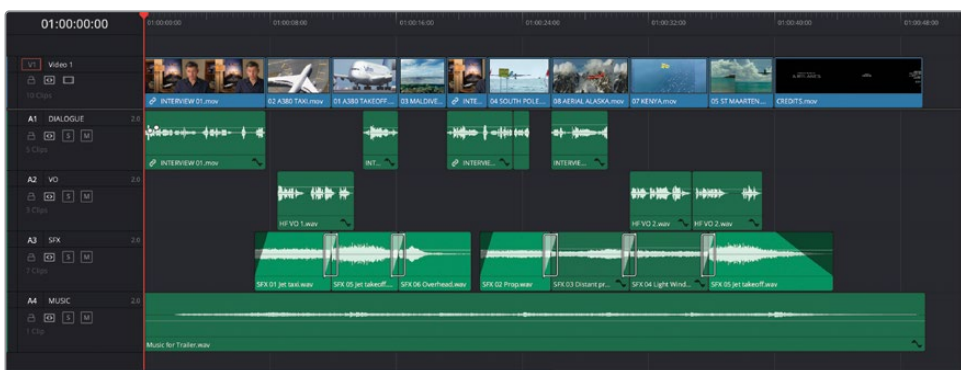 01:00:00:00
01:00:00:00 01:00:08:00 01:00:16:00 01:00:24:00 01:00:32:00 01:00:40:00 01:00:48:00
V1 Video 1
10 Clips
INTERVIEW 01.mov 02 A380 TAXI.mov 01 A380 TAKEOFF.... 03 MALDIVE... INTE... 04 SOUTH POLE.... 08 AERIAL ALASKA.mov 07 KENYA.mov 05 ST MAARTEN.... CREDITS.mov
A1 DIALOGUE 2.0
S M
5 Clips
INTERVIEW 01.mov INT... INTERVIE... INTERVIE...
A2 VO 2.0
S M
3 Clips
HF VO 1.wav HF VO 2.wav HF VO 2.wav
A3 SFX 2.0
S M
7 Clips
SFX 01 Jet taxi.wav SFX 05 Jet takeoff.... SFX 06 Overhead.wav SFX 02 Prop.wav SFX 03 Distant pr... SFX 04 Light Wind... SFX 05 Jet takeoff.wav
A4 MUSIC 2.0
S M
1 Clip
Music for Trailer.wav